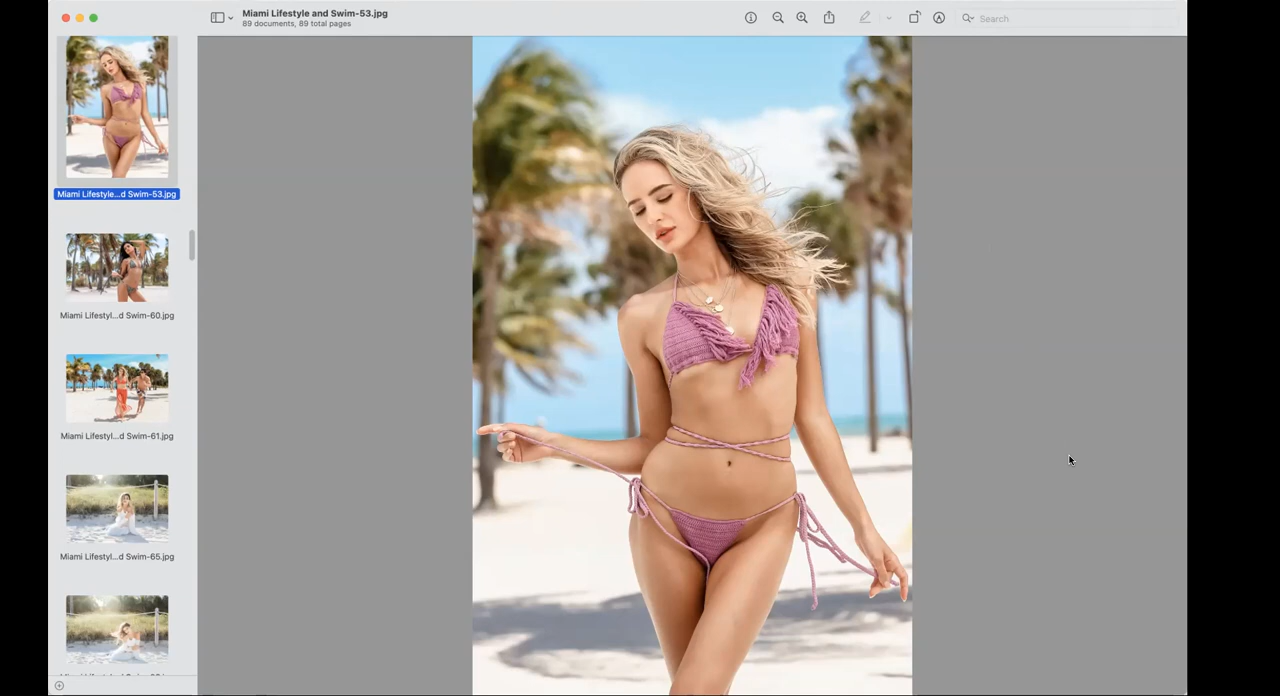 Miami Lifestyle and Swim-53.jpg
89 documents, 89 total pages
Search
Miami Lifestyle...d Swim-53.jpg
Miami Lifestyl...d Swim-60.jpg
Miami Lifestyl...d Swim-61.jpg
Miami Lifestyl...d Swim-65.jpg